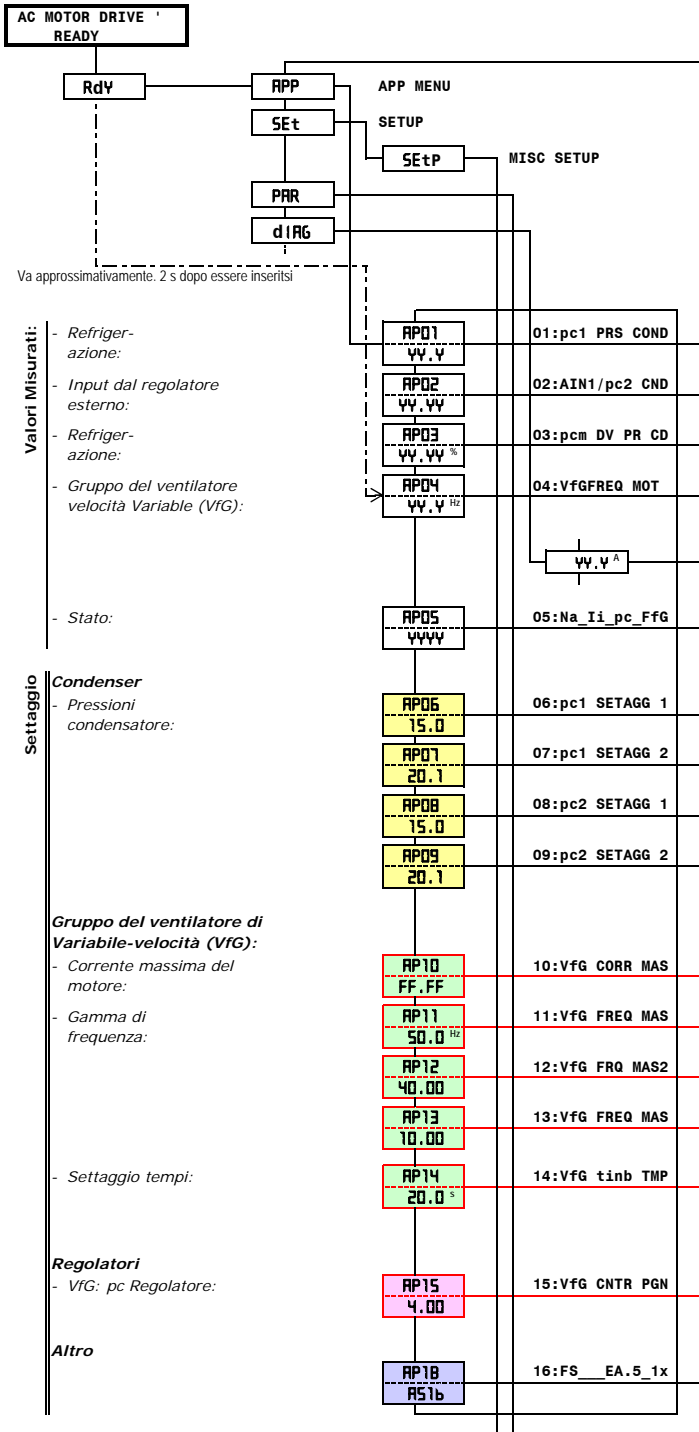 AC MOTOR DRIVE '
READY
RdY
APP
APP MENU
SEt
SETUP
SEtP
MISC SETUP
PAR
dIAG
Va approssimativamente. 2 s dopo essere inseritsi
Valori Misurati:
- Refriger-
azione:
AP01
YY.Y
01:pc1 PRS COND
- Input dal regolatore
esterno:
AP02
YY.YY
02:AIN1/pc2 CND
- Refriger-
azione:
AP03
YY.YY %
03:pcm DV PR CD
- Gruppo del ventilatore
velocità Variable (VfG):
AP04
YY.Y Hz
04:VfGFREQ MOT
YY.Y A
- Stato:
AP05
YYYY
05:Na_Ii_pc_FfG
Settaggio
Condenser
- Pressioni
condensatore:
AP06
15.0
06:pc1 SETAGG 1
AP07
20.1
07:pc1 SETAGG 2
AP08
15.0
08:pc2 SETAGG 1
AP09
20.1
09:pc2 SETAGG 2
Gruppo del ventilatore di
Variabile-velocità (VfG):
- Corrente massima del
motore:
AP10
FF.FF
10:VfG CORR MAS
- Gamma di
frequenza:
AP11
50.0 Hz
11:VfG FREQ MAS
AP12
40.00
12:VfG FRQ MAS2
AP13
10.00
13:VfG FREQ MAS
- Settaggio tempi:
AP14
20.0 s
14:VfG tinb TMP
Regolatori
- VfG: pc Regolatore:
AP15
4.00
15:VfG CNTR PGN
Altro
AP18
A51b
16:FS___EA.5_1x